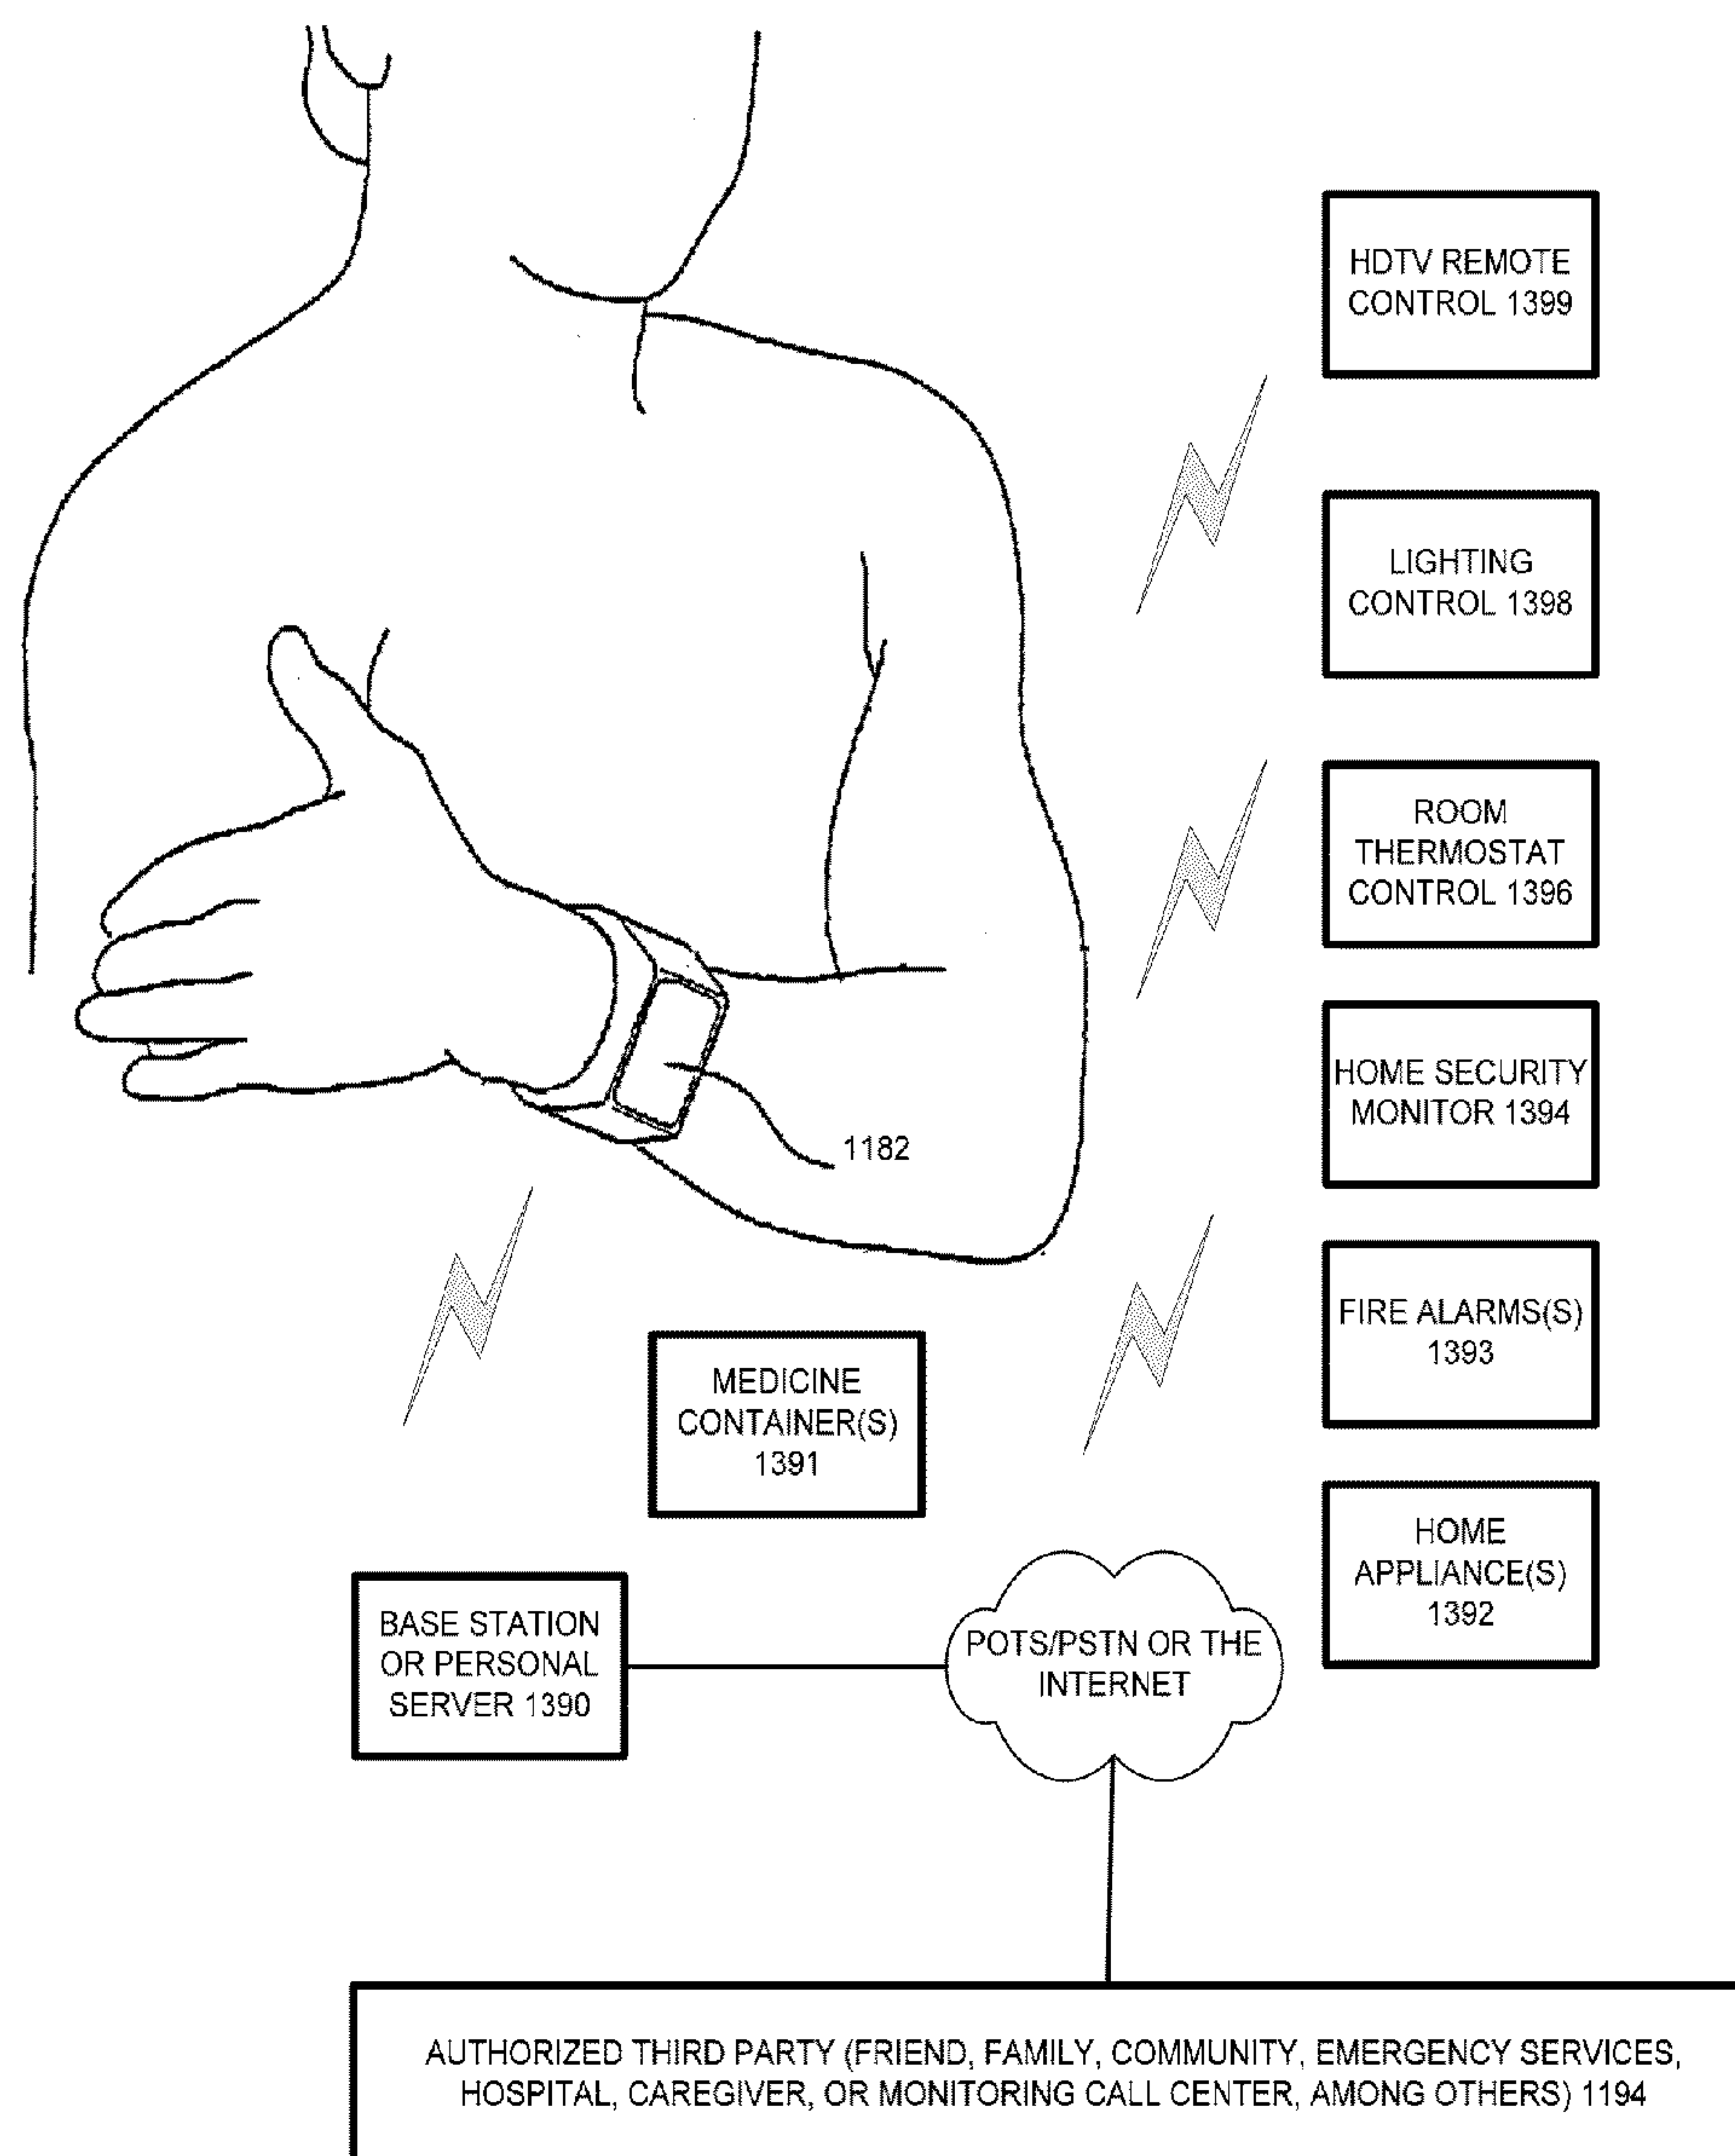 HDTV REMOTE
CONTROL 1399
LIGHTING
CONTROL 1398
ROOM
THERMOSTAT
CONTROL 1396
HOME SECURITY
MONITOR 1394
1182
FIRE ALARMS(S)
1393
MEDICINE
CONTAINER(S)
1391
HOME
APPLIANCE(S)
1392
BASE STATION
OR PERSONAL
SERVER 1390
POTS/PSTN OR THE
INTERNET
AUTHORIZED THIRD PARTY (FRIEND, FAMILY, COMMUNITY, EMERGENCY SERVICES,
HOSPITAL, CAREGIVER, OR MONITORING CALL CENTER, AMONG OTHERS) 1194